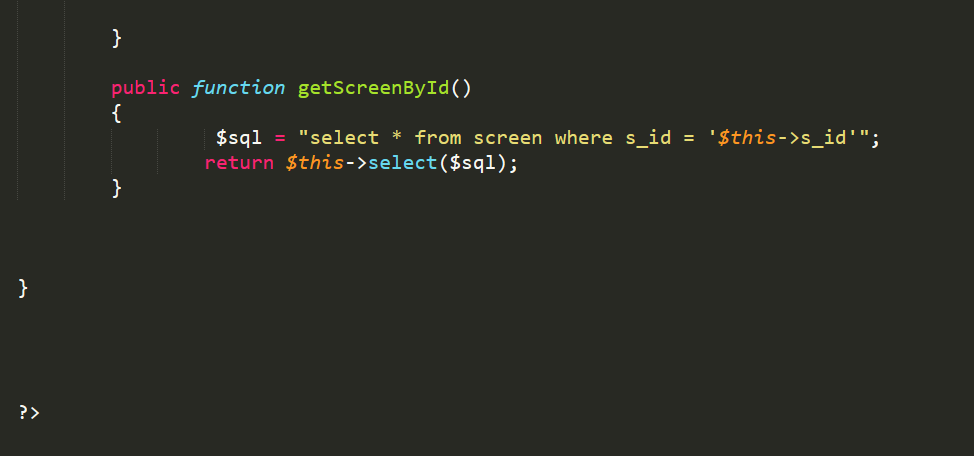 }
public function getScreenById()
{
$sql = "select * from screen where s_id = '$this->s_id'";
return $this->select($sql);
}
}
?>